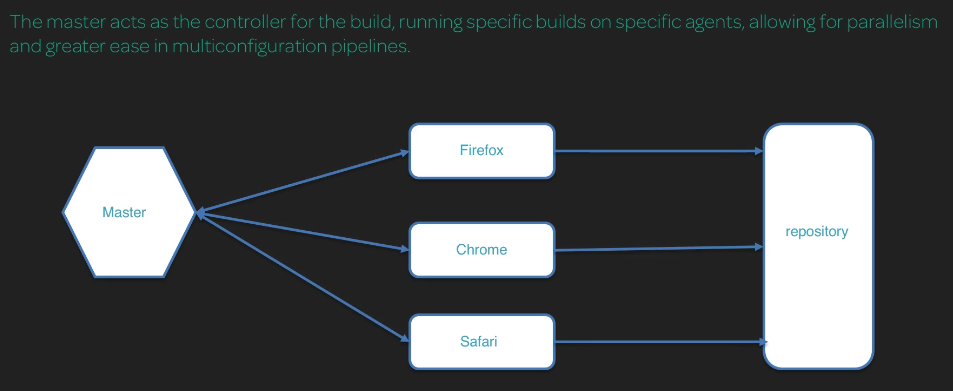 The master acts as the controller for the build, running specific builds on specific agents, allowing for parallelism
and greater ease in multiconfiguration pipelines.
Firefox
Master
repository
Chrome
Safari